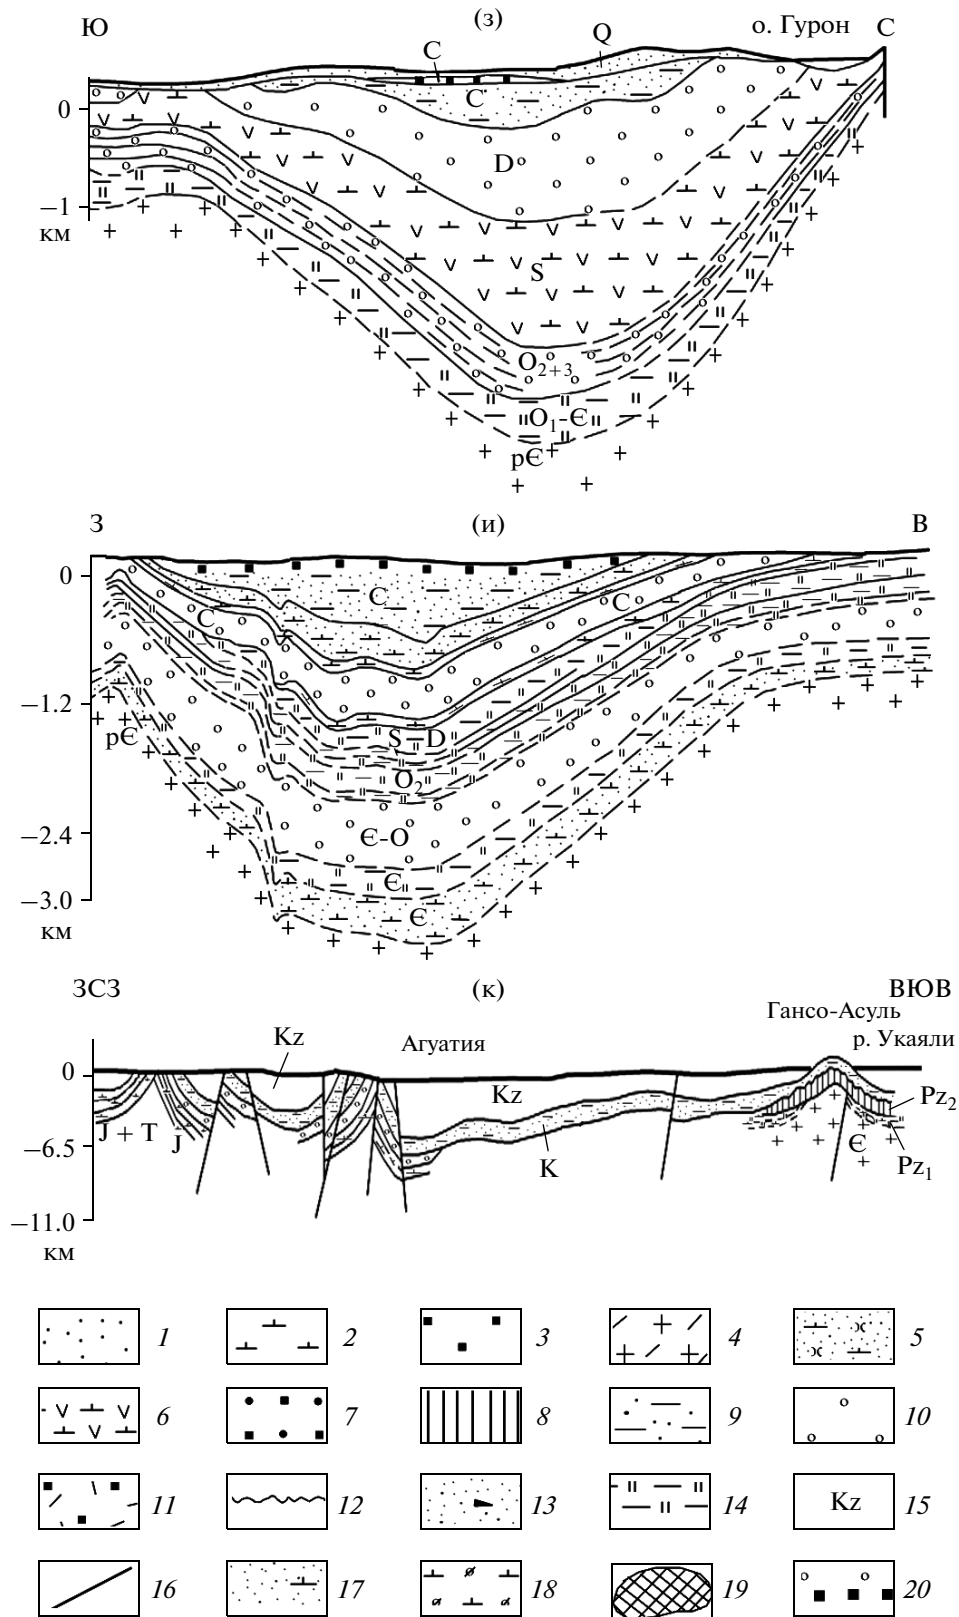 (з)
Ю о. Гурон С
С Q
0
С
D
−1
км
S
O2+3
O1-Є
pЄ
З (и) В
0
С
С С
−1.2
pЄ
S D
O2
−2.4
Є-O
Є
−3.0
Є
км
ЗСЗ (к) ВЮВ
Гансо-Асуль
Kz Агуатия р. Укаяли
0
Kz
Pz2
J + T J Є
−6.5
K Pz1
−11.0
км
1 2 3 4 5
6 7 8 9 10
11 12 13 14 Kz 15
16 17 18 19 20